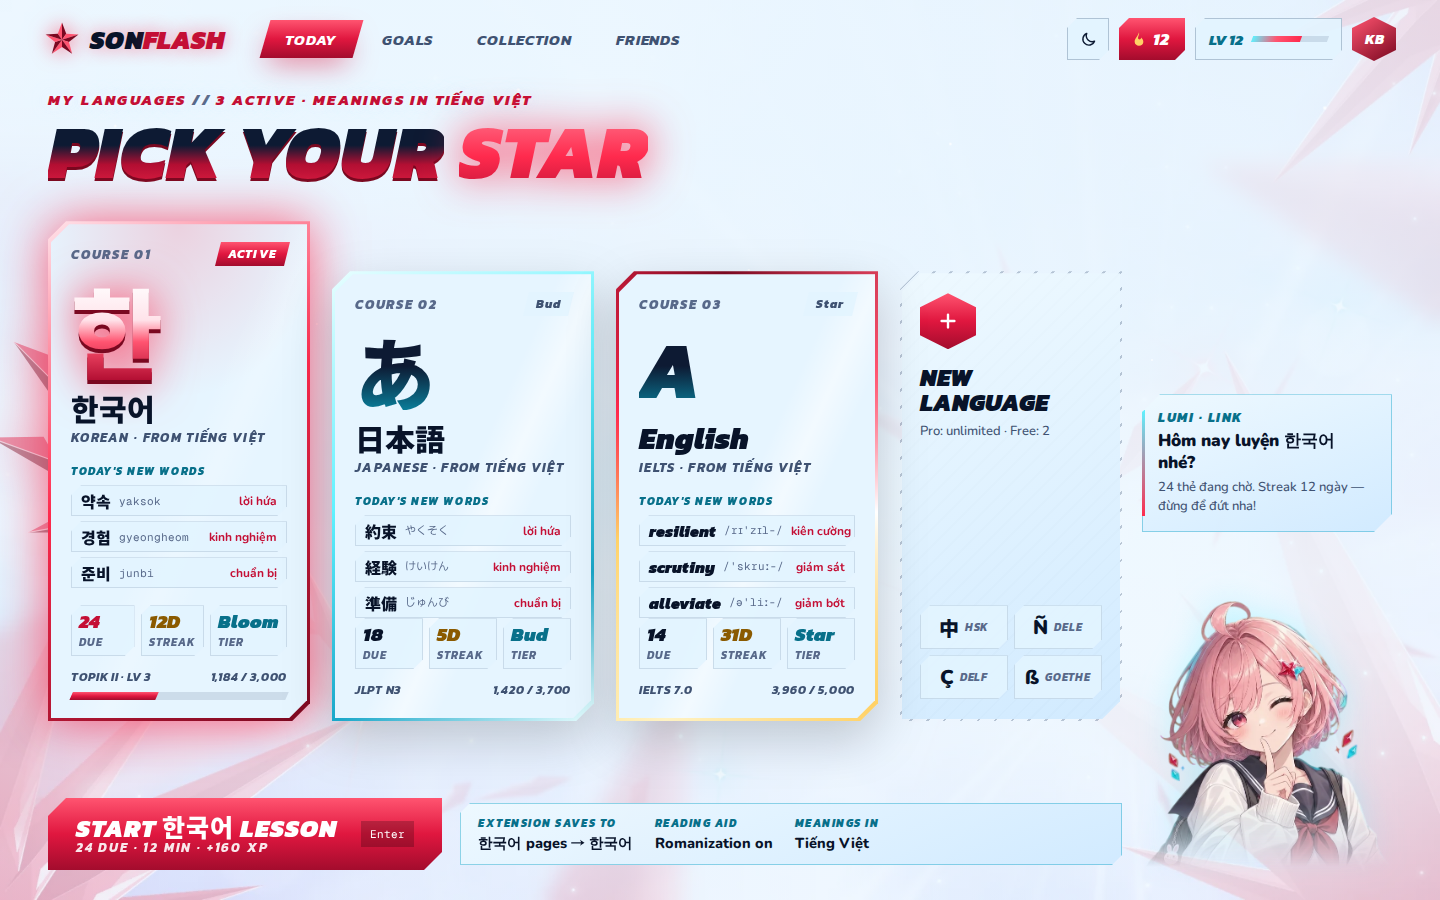 SONFLASH
TODAY
GOALS
COLLECTION
FRIENDS
12
LV 12
KB
MY LANGUAGES // 3 ACTIVE · MEANINGS IN TIẾNG VIỆT
PICK YOUR STAR
COURSE 01
ACTIVE
한
한국어
KOREAN · FROM TIẾNG VIỆT
TODAY'S NEW WORDS
약속 yaksok lời hứa
경험 gyeongheom kinh nghiệm
준비 junbi chuẩn bị
24 DUE
12D STREAK
Bloom TIER
TOPIK II · LV 3 1,184 / 3,000
COURSE 02
Bud
あ
日本語
JAPANESE · FROM TIẾNG VIỆT
TODAY'S NEW WORDS
約束 やくそく lời hứa
経験 けいけん kinh nghiệm
準備 じゅんび chuẩn bị
18 DUE
5D STREAK
Bud TIER
JLPT N3 1,420 / 3,700
COURSE 03
Star
A
English
IELTS · FROM TIẾNG VIỆT
TODAY'S NEW WORDS
resilient /rɪˈzɪl-/ kiên cường
scrutiny /ˈskruː-/ giám sát
alleviate /əˈliː-/ giảm bớt
14 DUE
31D STREAK
Star TIER
IELTS 7.0 3,960 / 5,000
+
NEW
LANGUAGE
Pro: unlimited · Free: 2
中 HSK
Ñ DELE
Ç DELF
ß GOETHE
LUMI · LINK
Hôm nay luyện 한국어
nhé?
24 thẻ đang chờ. Streak 12 ngày —
đừng để đứt nha!
START 한국어 LESSON
24 DUE · 12 MIN · +160 XP
Enter
EXTENSION SAVES TO
한국어 pages → 한국어
READING AID
Romanization on
MEANINGS IN
Tiếng Việt